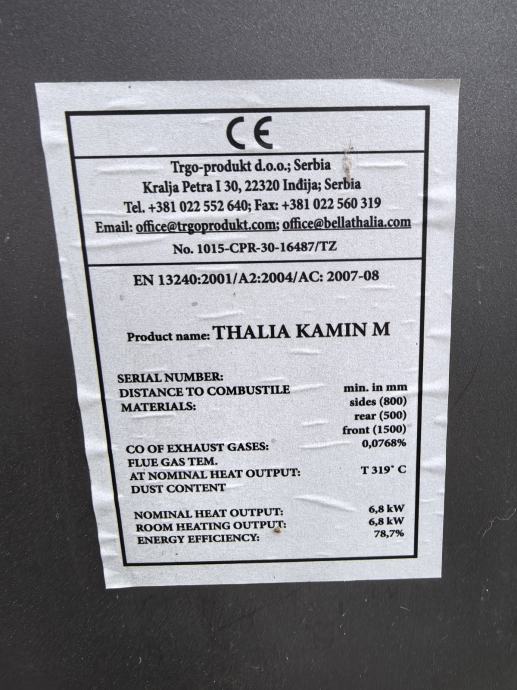 CE
Trgo-produkt d.o.o.; Serbia
Kralja Petra I 30, 22320 Inđija; Serbia
Tel. +381 022 552 640; Fax: +381 022 560 319
Email: office@trgoprodukt.com; office@bellathalia.com
No. 1015-CPR-30-16487/TZ
EN 13240:2001/A2:2004/AC: 2007-08
Product name: THALIA KAMIN M
SERIAL NUMBER:
DISTANCE TO COMBUSTILE min. in mm
MATERIALS: sides (800)
rear (500)
front (1500)
CO OF EXHAUST GASES: 0,0768%
FLUE GAS TEM.
AT NOMINAL HEAT OUTPUT: T 319° C
DUST CONTENT
NOMINAL HEAT OUTPUT: 6,8 kW
ROOM HEATING OUTPUT: 6,8 kW
ENERGY EFFICIENCY: 78,7%